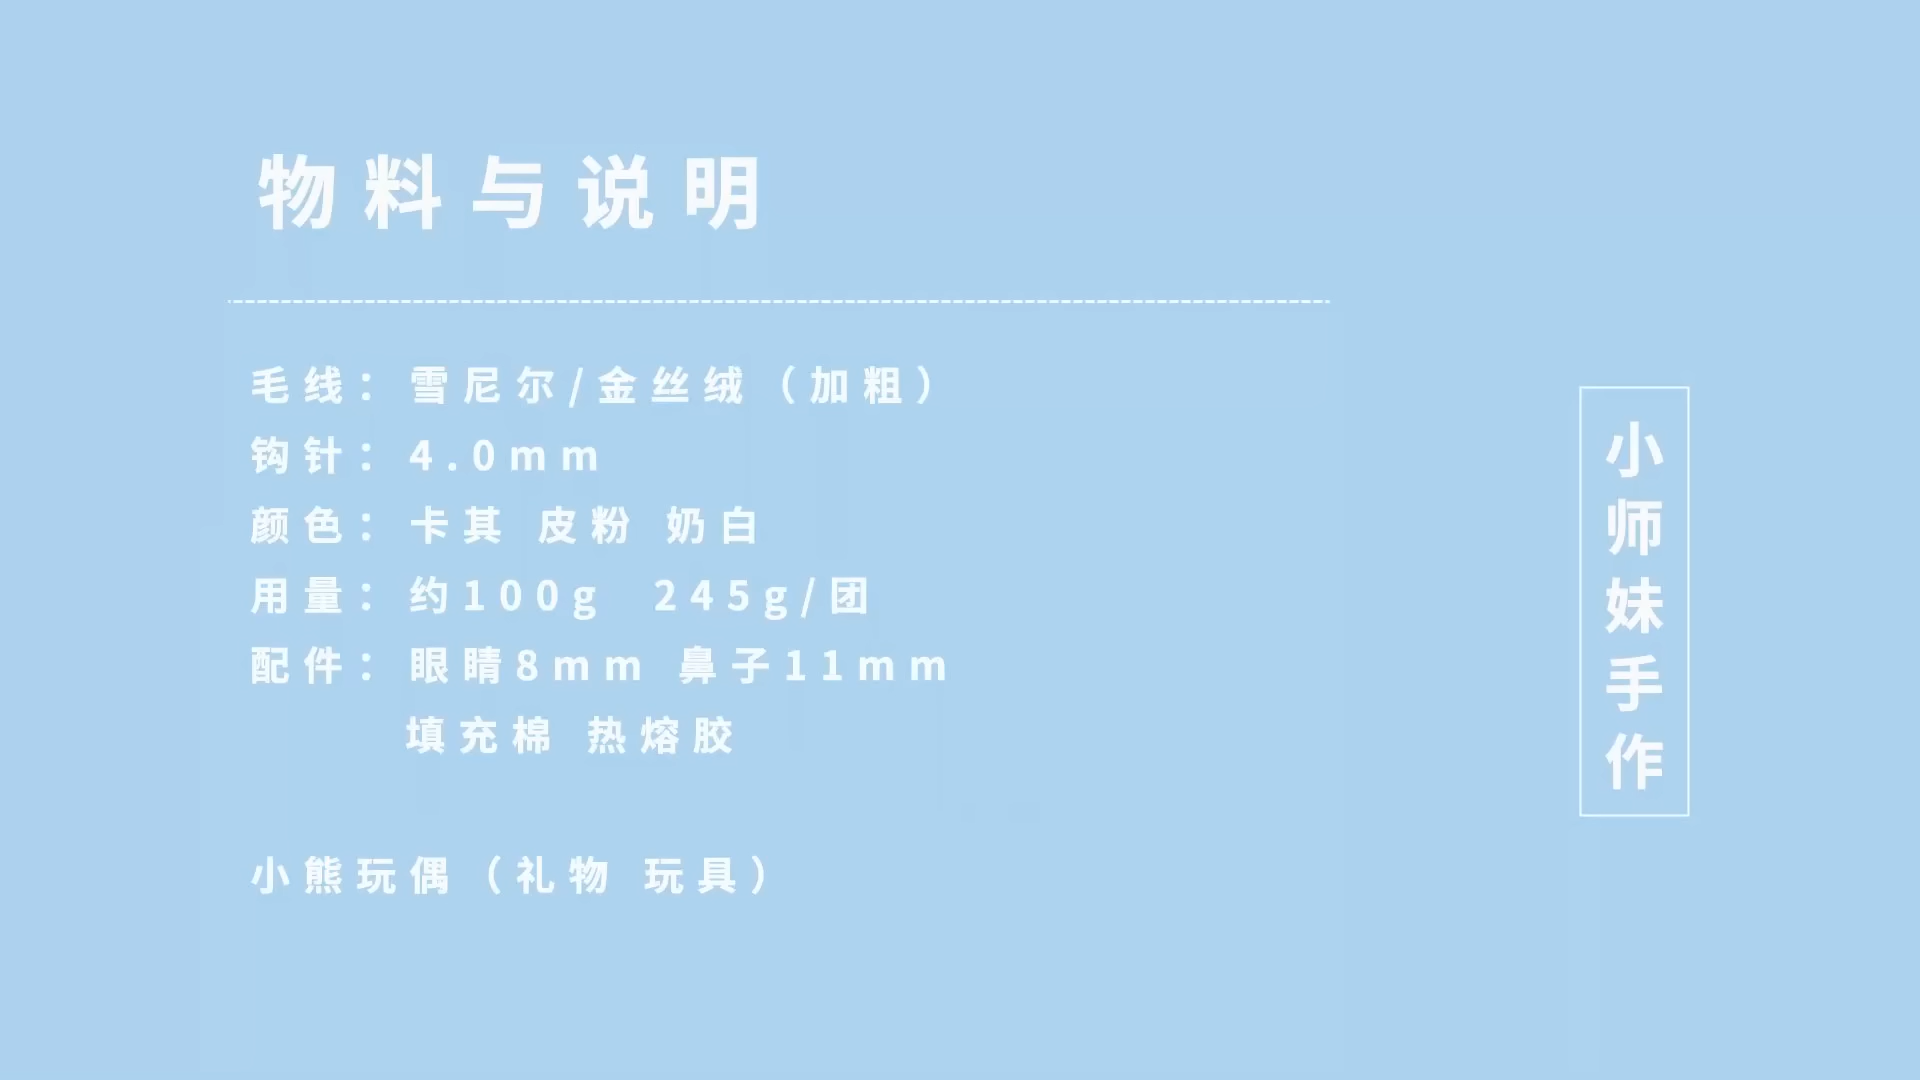 物料与说明
毛线：雪尼尔/金丝绒（加粗）
钩针：4.0mm
颜色：卡其 皮粉 奶白
用量：约100g 245g/团
配件：眼睛8mm 鼻子11mm
填充棉 热熔胶
小熊玩偶（礼物 玩具）
小师妹手作